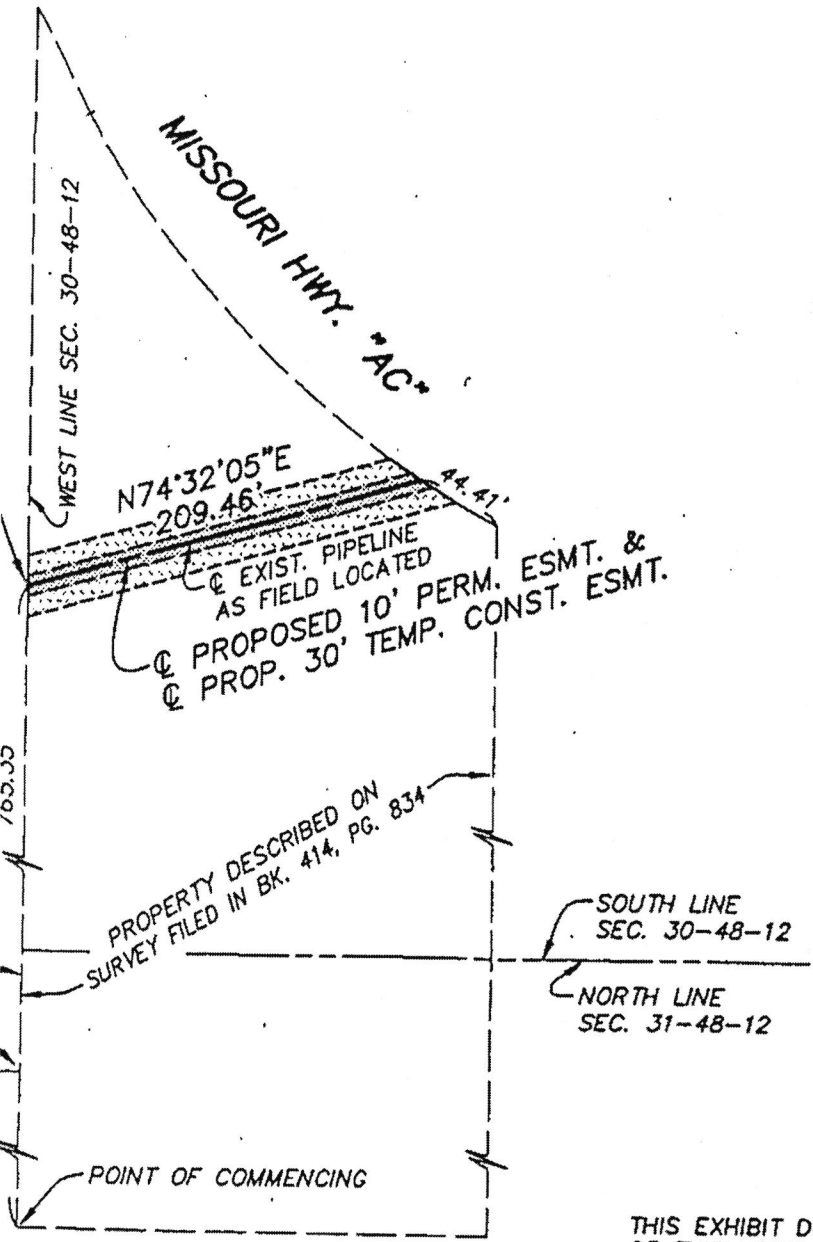 MISSOURI HWY. "AC"
WEST LINE SEC. 30-48-12
N74°32'05"E
209.46'
44.41'
℄ EXIST. PIPELINE
AS FIELD LOCATED
℄ PROPOSED 10' PERM. ESMT. &
℄ PROP. 30' TEMP. CONST. ESMT.
PROPERTY DESCRIBED ON
SURVEY FILED IN BK. 414, PG. 834
SOUTH LINE
SEC. 30-48-12
NORTH LINE
SEC. 31-48-12
POINT OF COMMENCING
THIS EXHIBIT D